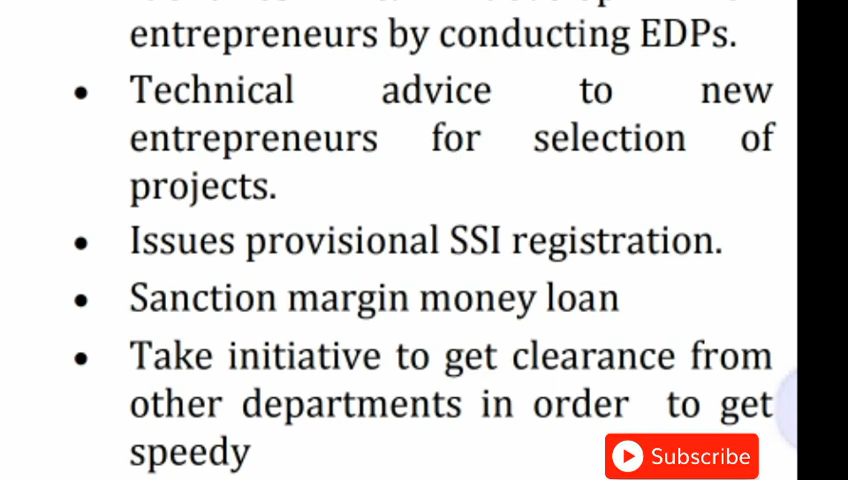 entrepreneurs by conducting EDPs.
• Technical advice to new
entrepreneurs for selection of
projects.
• Issues provisional SSI registration.
• Sanction margin money loan
• Take initiative to get clearance from
other departments in order to get
speedy
Subscribe